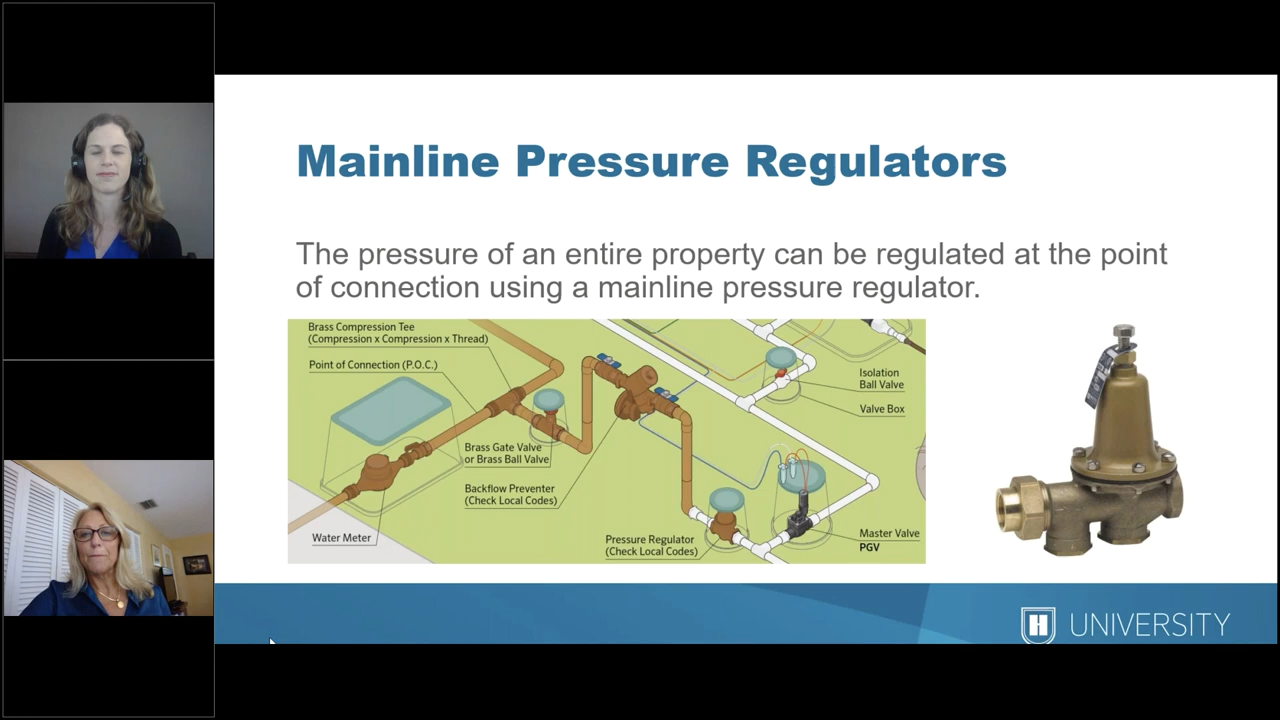 Mainline Pressure Regulators
The pressure of an entire property can be regulated at the point
of connection using a mainline pressure regulator.
Brass Compression Tee
(Compression x Compression x Thread)
Point of Connection (P.O.C.)
Isolation
Ball Valve
Valve Box
Brass Gate Valve
or Brass Ball Valve
Backflow Preventer
(Check Local Codes)
Water Meter
Pressure Regulator
(Check Local Codes)
Master Valve
PGV
H UNIVERSITY